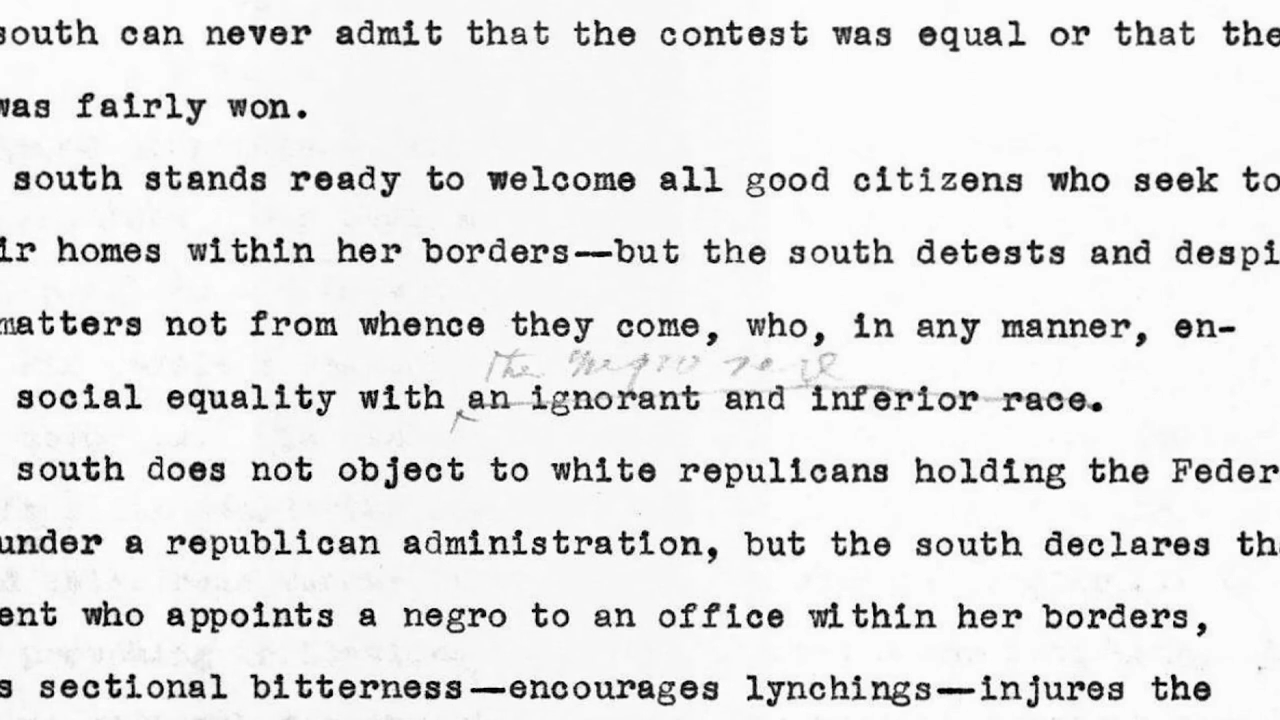 south can never admit that the contest was equal or that the
was fairly won.
south stands ready to welcome all good citizens who seek to
ir homes within her borders—but the south detests and despi
matters not from whence they come, who, in any manner, en-
the Negro race
social equality with an ignorant and inferior race.
south does not object to white repulicans holding the Feder
under a republican administration, but the south declares tha
ent who appoints a negro to an office within her borders,
s sectional bitterness—encourages lynchings—injures the